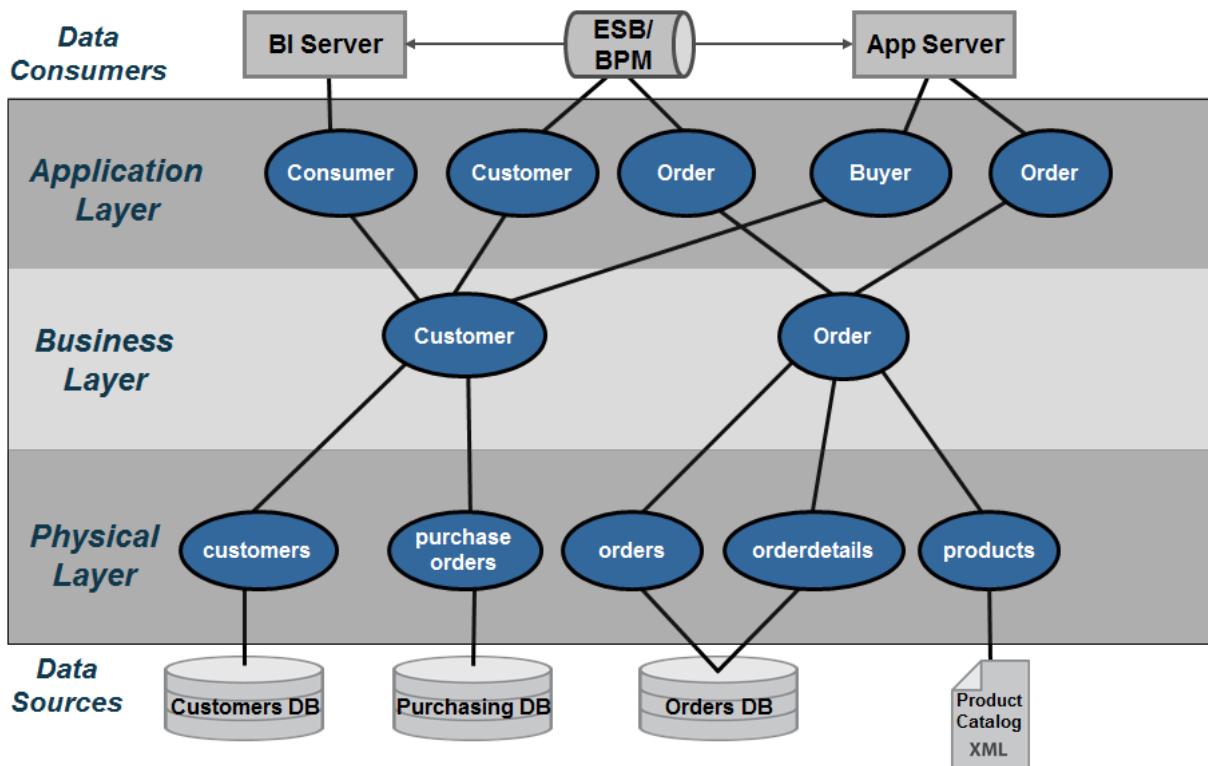 Data
Consumers
BI Server
ESB/
BPM
App Server
Application
Layer
Consumer
Customer
Order
Buyer
Order
Business
Layer
Customer
Order
Physical
Layer
customers
purchase
orders
orders
orderdetails
products
Data
Sources
Customers DB
Purchasing DB
Orders DB
Product
Catalog
XML